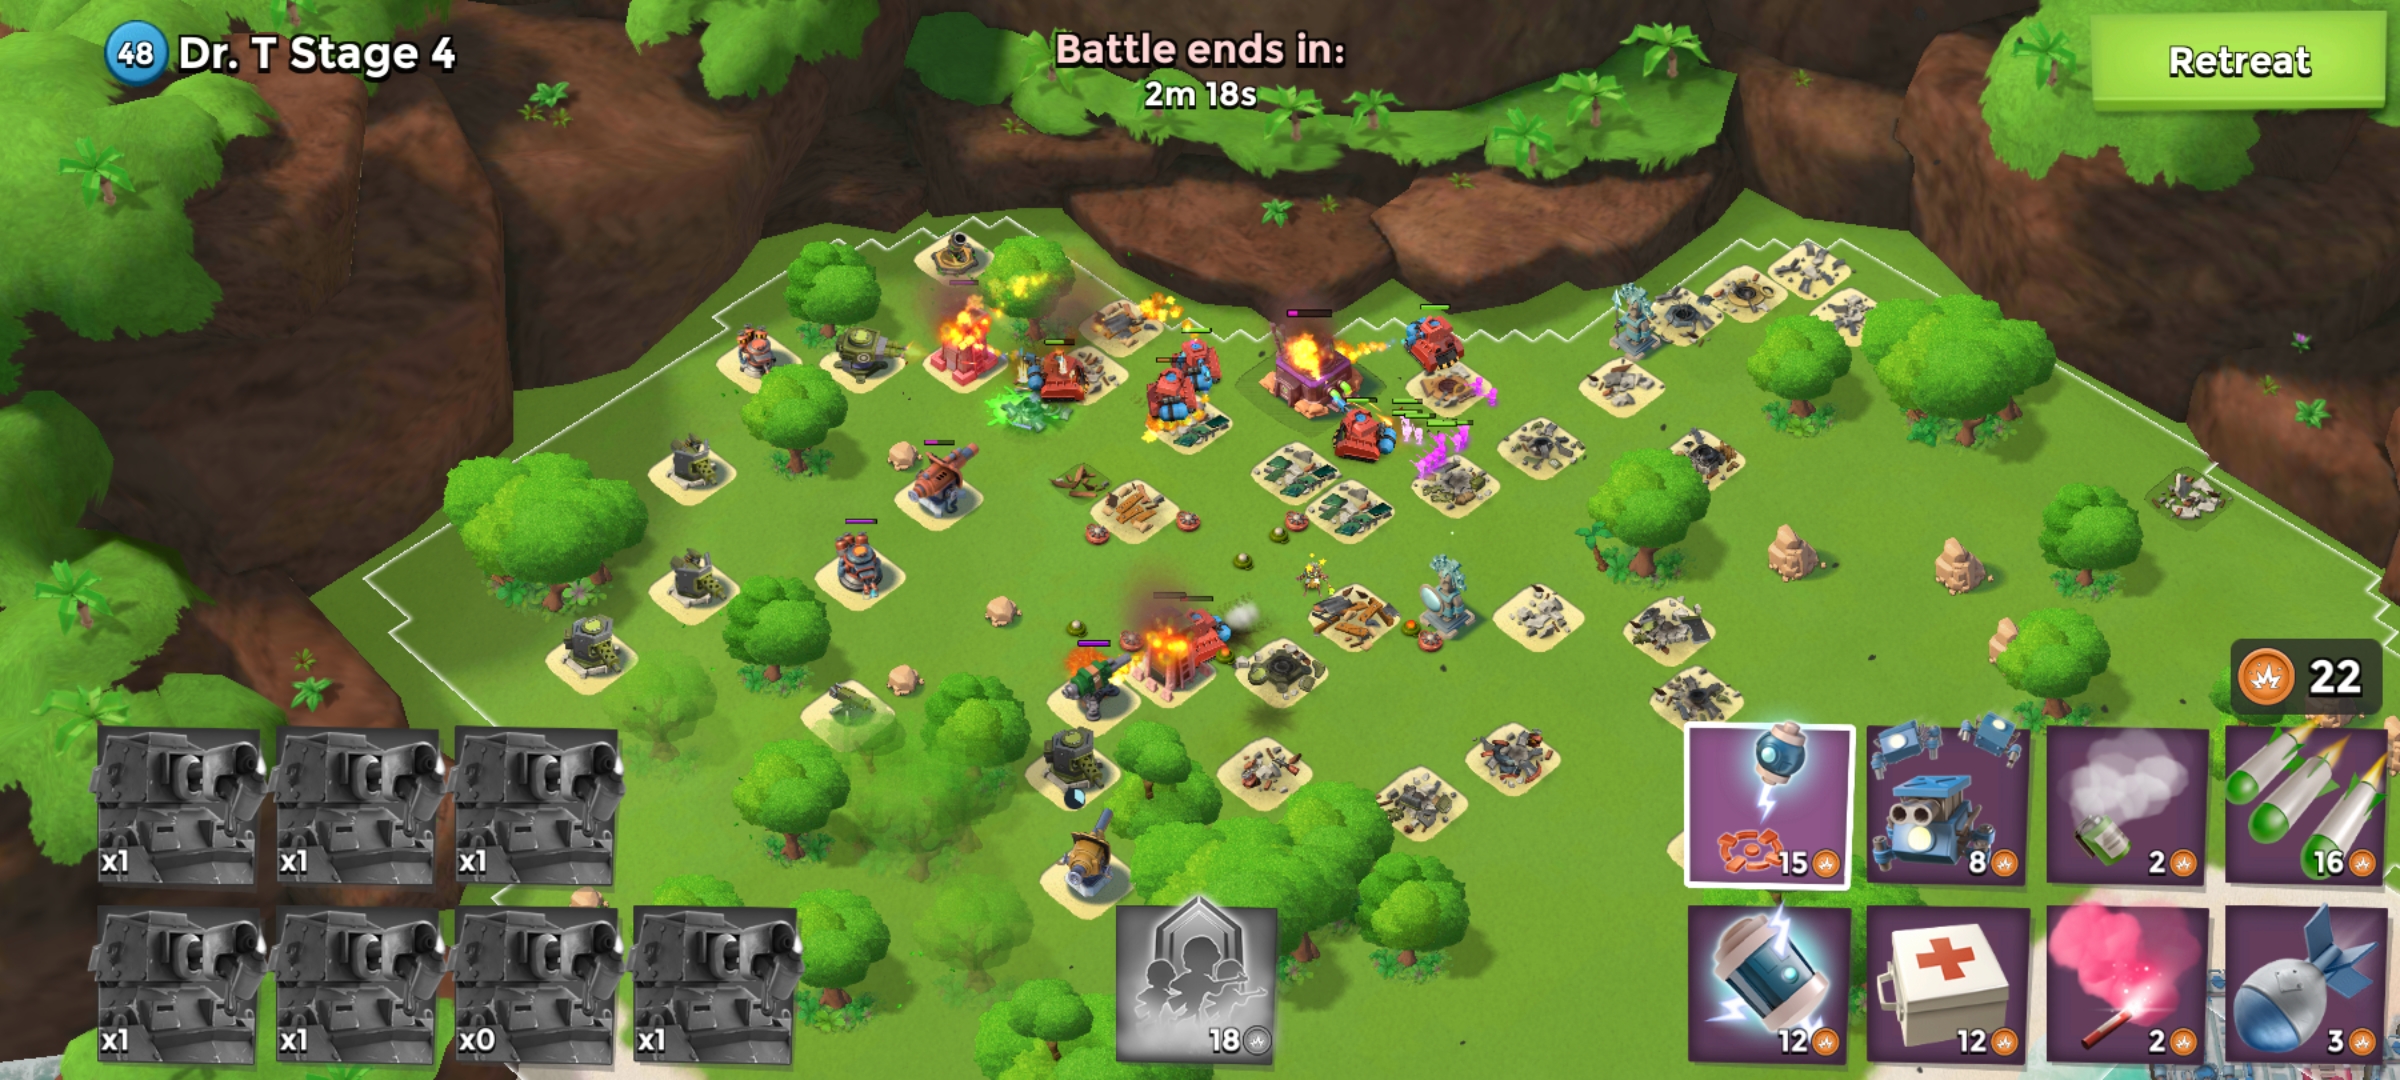 48 Dr. T Stage 4
Battle ends in:
2m 18s
Retreat
22
x1
x1
x1
15
8
2
16
x1
x1
x0
x1
18
12
12
2
3